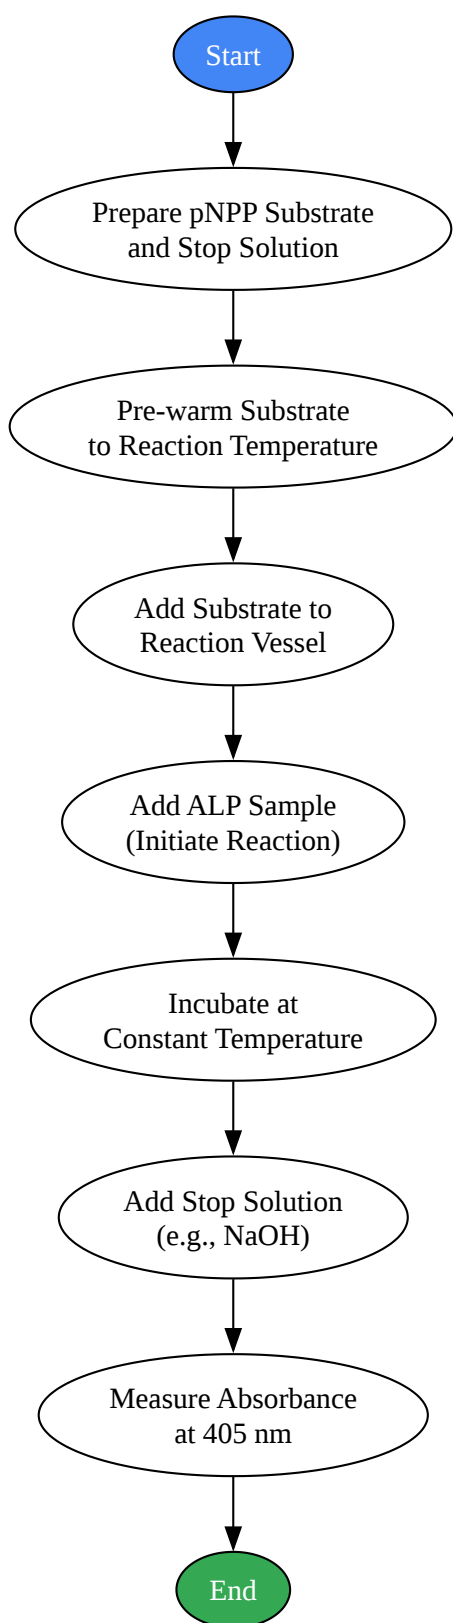 Start
Prepare pNPP Substrate
and Stop Solution
Pre-warm Substrate
to Reaction Temperature
Add Substrate to
Reaction Vessel
Add ALP Sample
(Initiate Reaction)
Incubate at
Constant Temperature
Add Stop Solution
(e.g., NaOH)
Measure Absorbance
at 405 nm
End